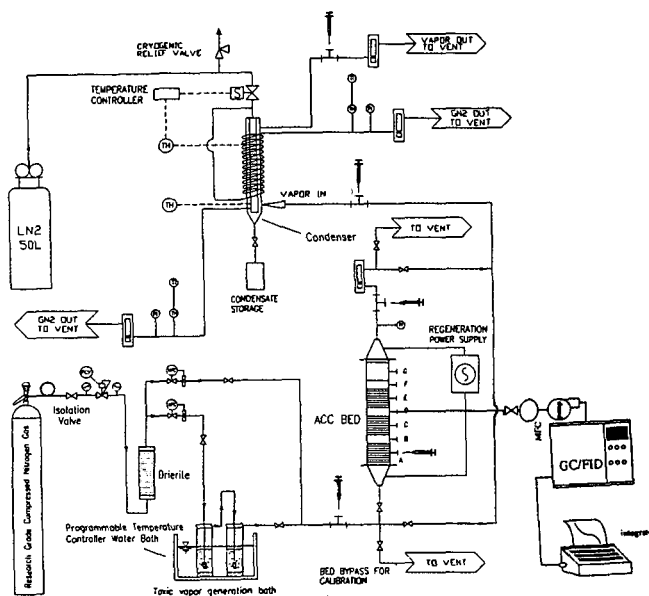 CRYOGENIC
RELIEF VALVE
VAPOR OUT
TO VENT
TEMPERATURE
CONTROLLER
S
GN2 OUT
TO VENT
TH
TH
VAPOR IN
LN2
50L
Condenser
TO VENT
CONDENSATE
STORAGE
GN2 OUT
TO VENT
REGENERATION
POWER SUPPLY
G
F
E
D
C
B
A
ACC BED
Isolation
Valve
Drierite
MFC
GC/FID
Research Grade Compressed Nitrogen Gas
Programmable Temperature
Controller Water Bath
Toxic vapor generation bath
BED BYPASS FOR
CALIBRATION
TO VENT
integra